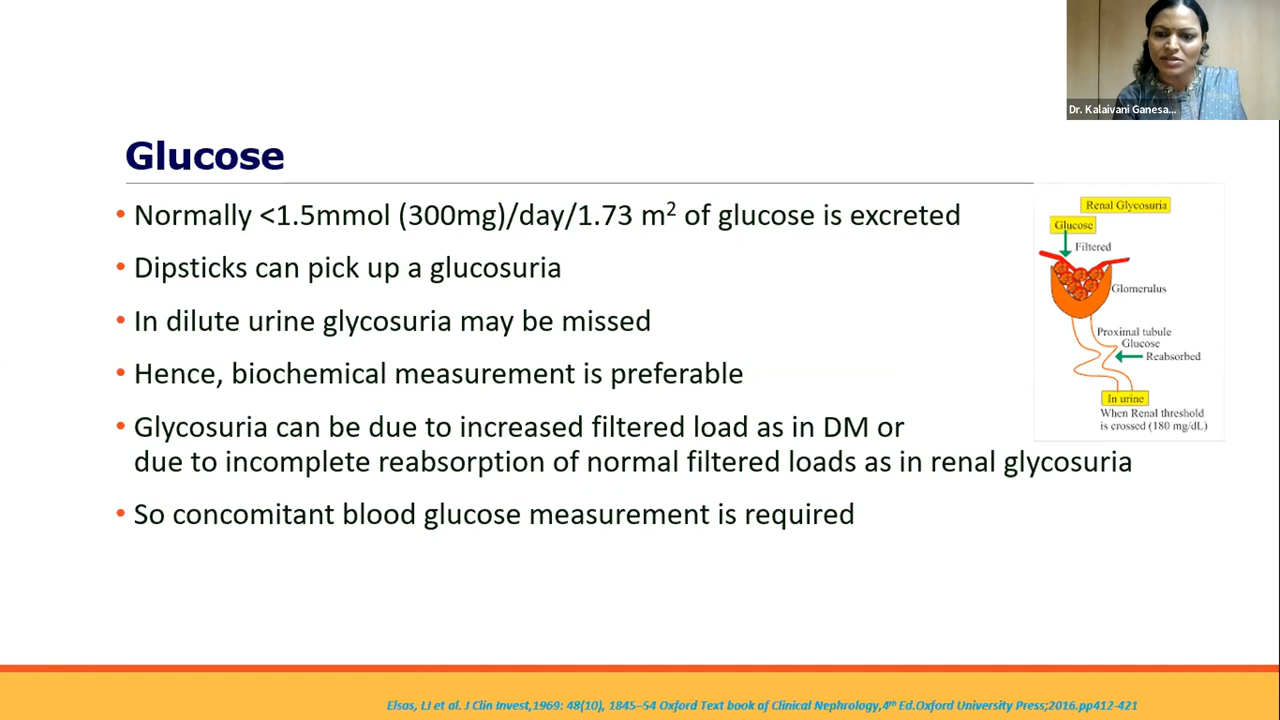 Dr. Kalaivani Ganesa...
Glucose
• Normally <1.5mmol (300mg)/day/1.73 m² of glucose is excreted
• Dipsticks can pick up a glucosuria
• In dilute urine glycosuria may be missed
• Hence, biochemical measurement is preferable
• Glycosuria can be due to increased filtered load as in DM or
due to incomplete reabsorption of normal filtered loads as in renal glycosuria
• So concomitant blood glucose measurement is required
Renal Glycosuria
Glucose
Filtered
Glomerulus
Proximal tubule
Glucose
Reabsorbed
In urine
When Renal threshold
is crossed (180 mg/dL)
Elsas, LJ et al. J Clin Invest,1969: 48(10), 1845–54 Oxford Text book of Clinical Nephrology,4th Ed.Oxford University Press;2016.pp412-421